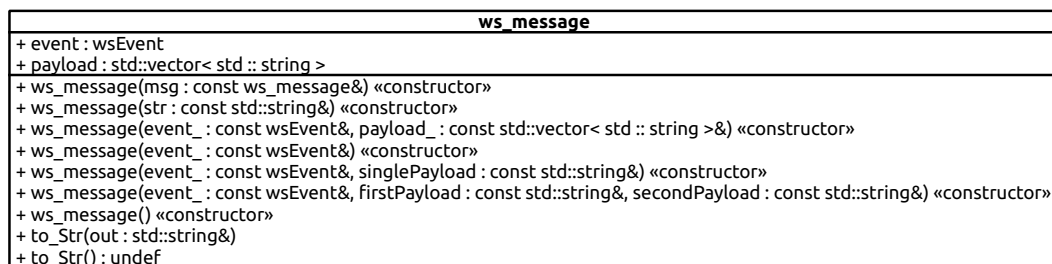 ws_message
+ event : wsEvent
+ payload : std::vector< std :: string >
+ ws_message(msg : const ws_message&) «constructor»
+ ws_message(str : const std::string&) «constructor»
+ ws_message(event_ : const wsEvent&, payload_ : const std::vector< std :: string >&) «constructor»
+ ws_message(event_ : const wsEvent&) «constructor»
+ ws_message(event_ : const wsEvent&, singlePayload : const std::string&) «constructor»
+ ws_message(event_ : const wsEvent&, firstPayload : const std::string&, secondPayload : const std::string&) «constructor»
+ ws_message() «constructor»
+ to_Str(out : std::string&)
+ to_Str() : undef